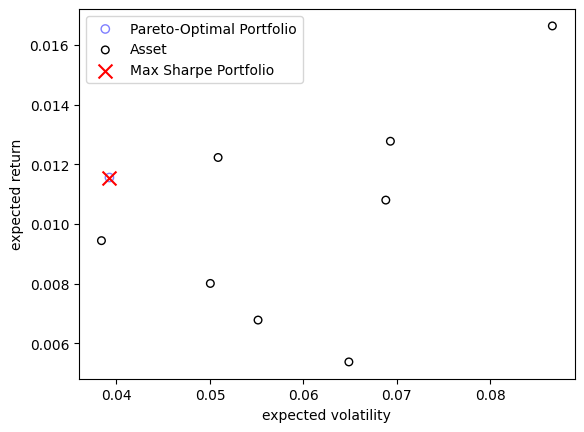 Pareto-Optimal Portfolio
Asset
Max Sharpe Portfolio
0.016
0.014
0.012
0.010
0.008
0.006
expected return
0.04 0.05 0.06 0.07 0.08
expected volatility